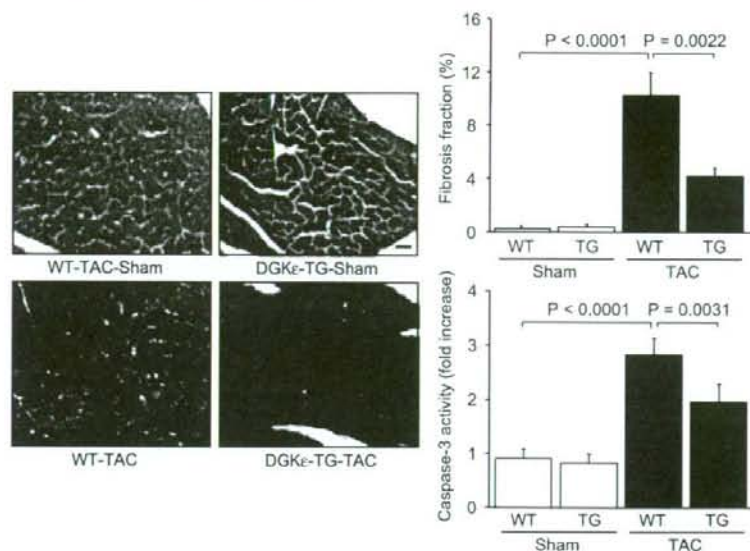 WT-TAC-Sham
DGKε-TG-Sham
WT-TAC
DGKε-TG-TAC
Fibrosis fraction (%)
16
12
8
4
0
P < 0.0001
P = 0.0022
WT
TG
WT
TG
Sham
TAC
Caspase-3 activity (fold increase)
4
3
2
1
0
P < 0.0001
P = 0.0031
WT
TG
WT
TG
Sham
TAC